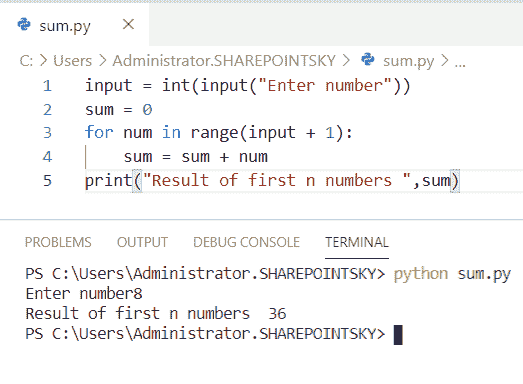 sum.py ×
C: > Users > Administrator.SHAREPOINTSKY > sum.py > ...
1 input = int(input("Enter number"))
2 sum = 0
3 for num in range(input + 1):
4 sum = sum + num
5 print("Result of first n numbers ",sum)
PROBLEMS OUTPUT DEBUG CONSOLE TERMINAL
PS C:\Users\Administrator.SHAREPOINTSKY> python sum.py
Enter number8
Result of first n numbers  36
PS C:\Users\Administrator.SHAREPOINTSKY>